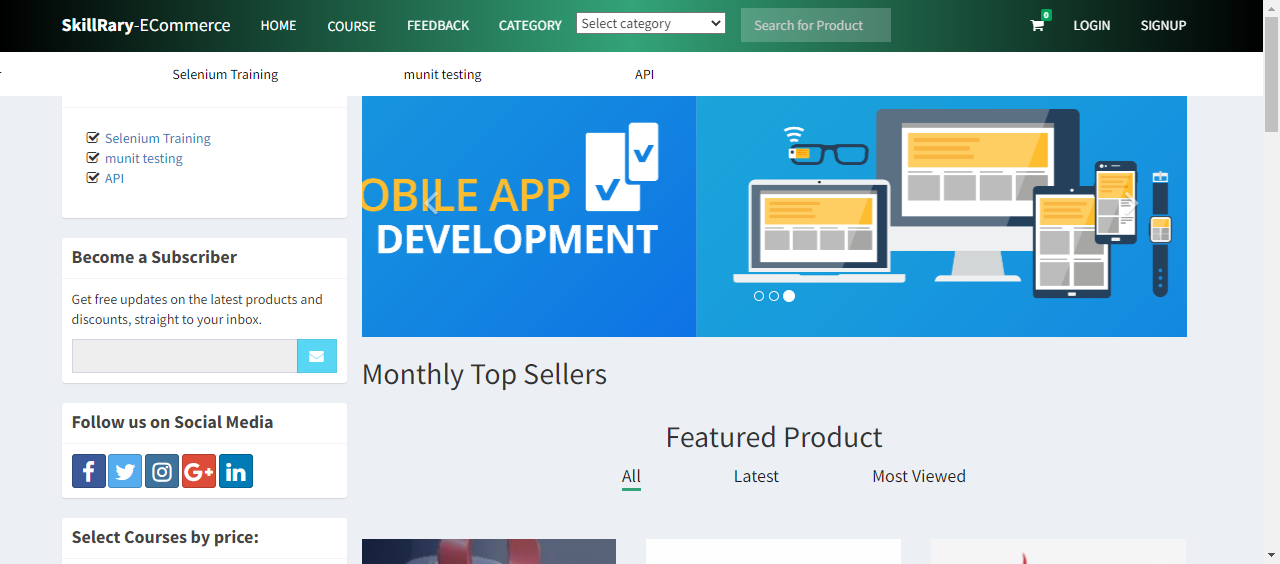 SkillRary-ECommerce HOME COURSE FEEDBACK CATEGORY Select category Search for Product 0 LOGIN SIGNUP
Selenium Training munit testing API
Selenium Training
munit testing
API
Become a Subscriber
Get free updates on the latest products and
discounts, straight to your inbox.
Follow us on Social Media
f G+ in
Select Courses by price:
OBILE APP
DEVELOPMENT
Monthly Top Sellers
Featured Product
All Latest Most Viewed